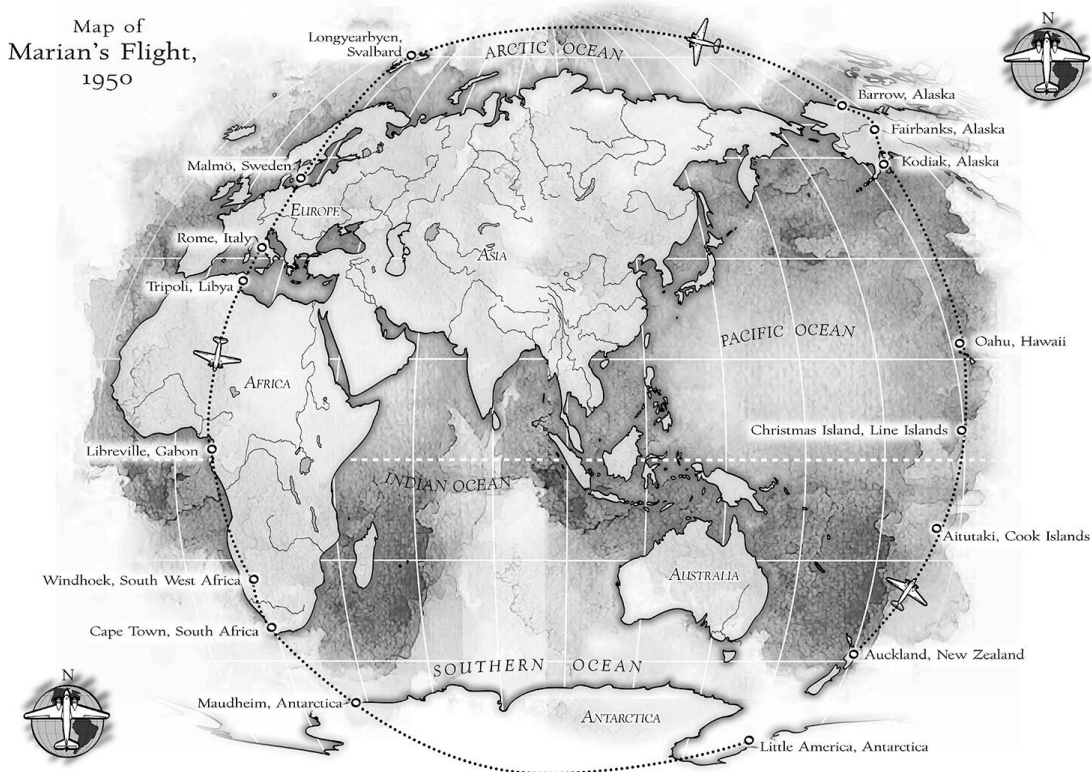 Map of
Marian's Flight,
1950
N
Longyearbyen,
Svalbard
ARCTIC OCEAN
Barrow, Alaska
Fairbanks, Alaska
Kodiak, Alaska
Malmö, Sweden
EUROPE
Rome, Italy
ASIA
Tripoli, Libya
PACIFIC OCEAN
Oahu, Hawaii
AFRICA
Christmas Island, Line Islands
Libreville, Gabon
INDIAN OCEAN
Aitutaki, Cook Islands
AUSTRALIA
Windhoek, South West Africa
Cape Town, South Africa
Auckland, New Zealand
SOUTHERN OCEAN
N
Maudheim, Antarctica
ANTARCTICA
Little America, Antarctica